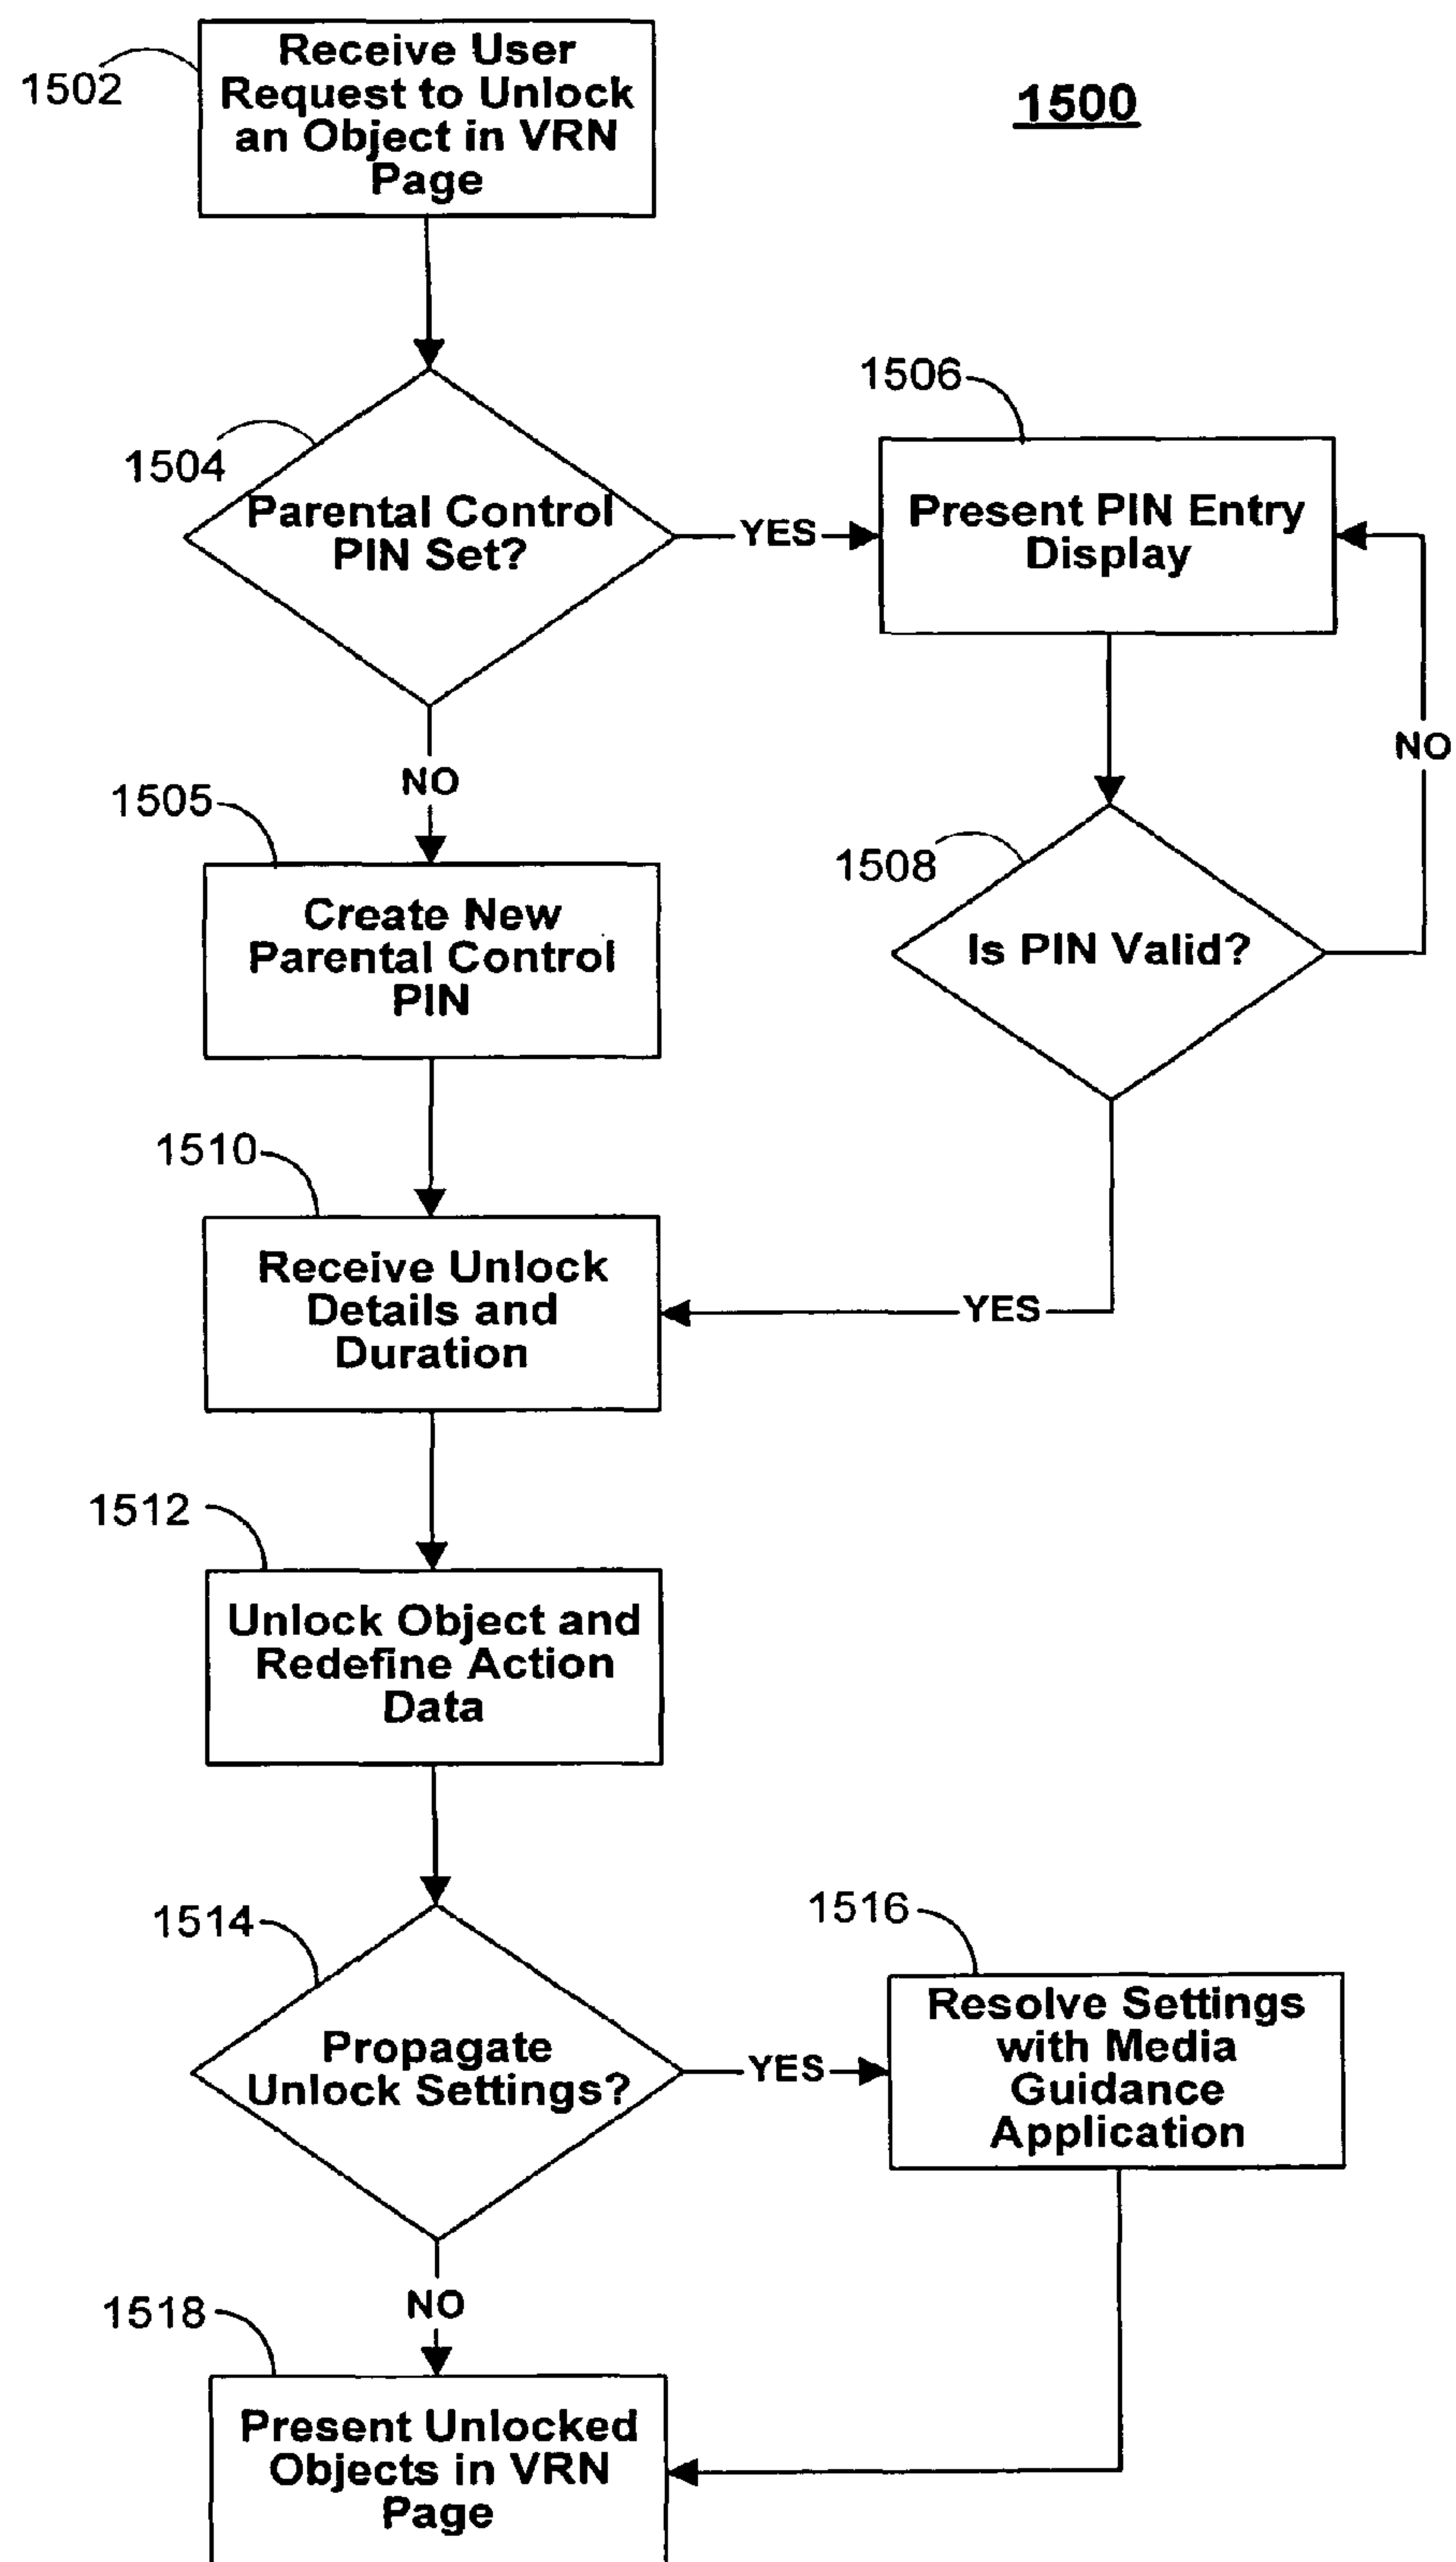 Receive User
Request to Unlock
an Object in VRN
Page
1502
1500
1504
Parental Control
PIN Set?
YES
1506
Present PIN Entry
Display
NO
NO
1505
Create New
Parental Control
PIN
1508
Is PIN Valid?
1510
Receive Unlock
Details and
Duration
YES
1512
Unlock Object and
Redefine Action
Data
1514
Propagate
Unlock Settings?
YES
1516
Resolve Settings
with Media
Guidance
Application
NO
1518
Present Unlocked
Objects in VRN
Page